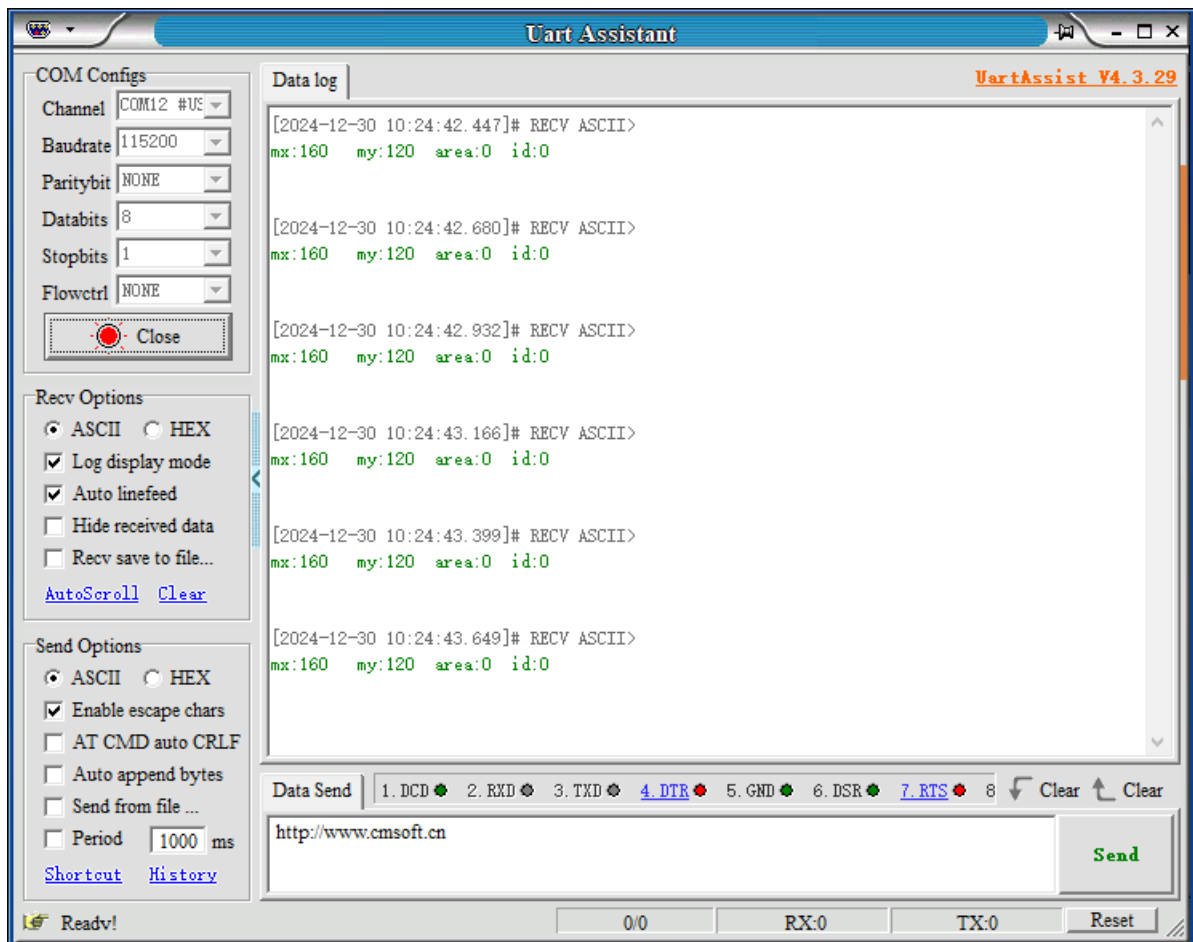 Uart Assistant
COM Configs
Channel COM12 #US
Baudrate 115200
Paritybit NONE
Databits 8
Stopbits 1
Flowctrl NONE
Close
Recv Options
ASCII HEX
Log display mode
Auto linefeed
Hide received data
Recv save to file...
AutoScroll Clear
Send Options
ASCII HEX
Enable escape chars
AT CMD auto CRLF
Auto append bytes
Send from file ...
Period 1000 ms
Shortcut History
Data log
UartAssist V4.3.29
[2024-12-30 10:24:42.447]# RECV ASCII>
mx:160 my:120 area:0 id:0
[2024-12-30 10:24:42.680]# RECV ASCII>
mx:160 my:120 area:0 id:0
[2024-12-30 10:24:42.932]# RECV ASCII>
mx:160 my:120 area:0 id:0
[2024-12-30 10:24:43.166]# RECV ASCII>
mx:160 my:120 area:0 id:0
[2024-12-30 10:24:43.399]# RECV ASCII>
mx:160 my:120 area:0 id:0
[2024-12-30 10:24:43.649]# RECV ASCII>
mx:160 my:120 area:0 id:0
Data Send 1. DCD 2. RXD 3. TXD 4. DTR 5. GND 6. DSR 7. RTS 8 Clear Clear
http://www.cmsoft.cn
Send
Ready! 0/0 RX:0 TX:0 Reset